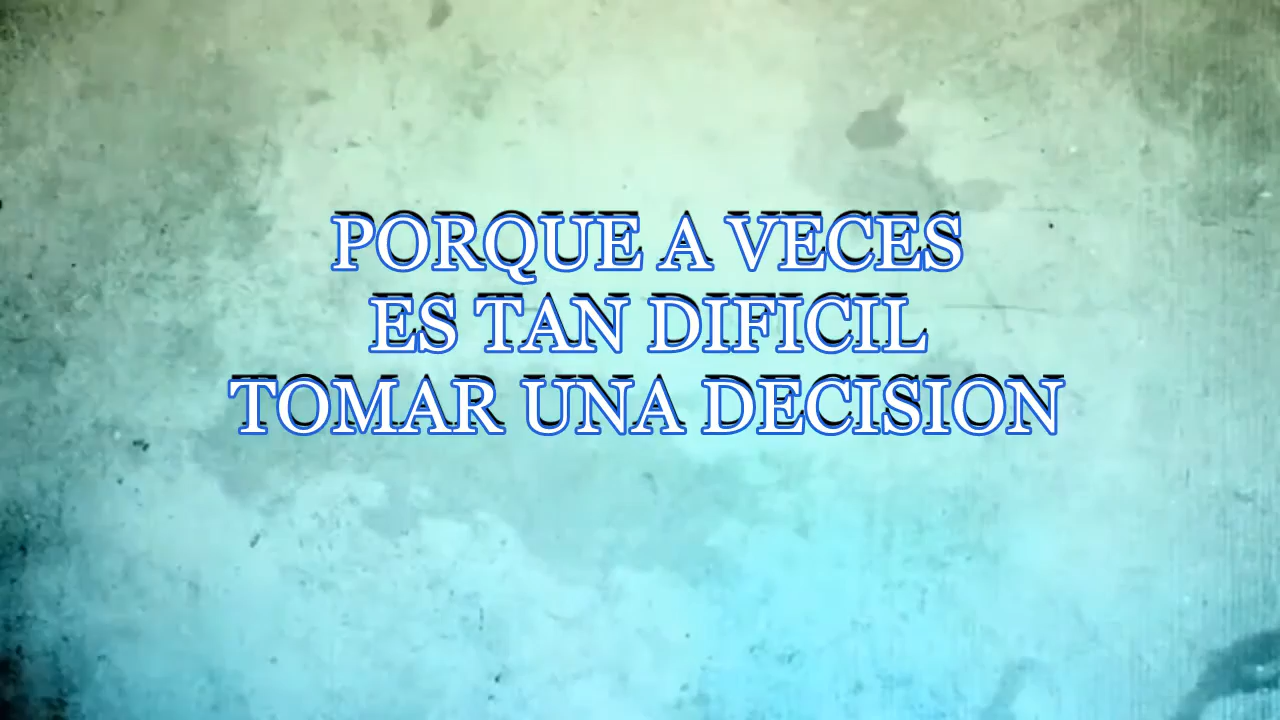 PORQUE A VECES
ES TAN DIFICIL
TOMAR UNA DECISION